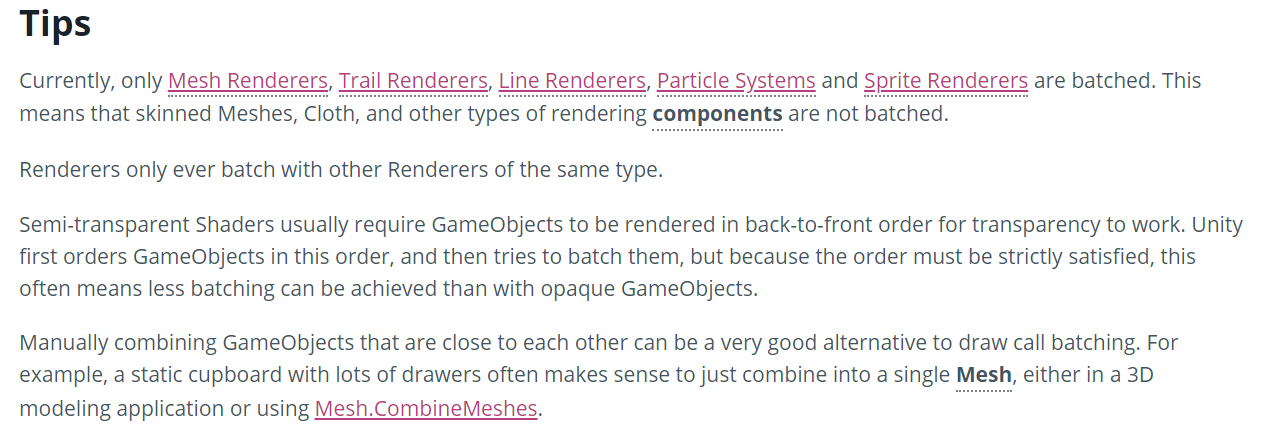 Tips
Currently, only Mesh Renderers, Trail Renderers, Line Renderers, Particle Systems and Sprite Renderers are batched. This
means that skinned Meshes, Cloth, and other types of rendering components are not batched.
Renderers only ever batch with other Renderers of the same type.
Semi-transparent Shaders usually require GameObjects to be rendered in back-to-front order for transparency to work. Unity
first orders GameObjects in this order, and then tries to batch them, but because the order must be strictly satisfied, this
often means less batching can be achieved than with opaque GameObjects.
Manually combining GameObjects that are close to each other can be a very good alternative to draw call batching. For
example, a static cupboard with lots of drawers often makes sense to just combine into a single Mesh, either in a 3D
modeling application or using Mesh.CombineMeshes.